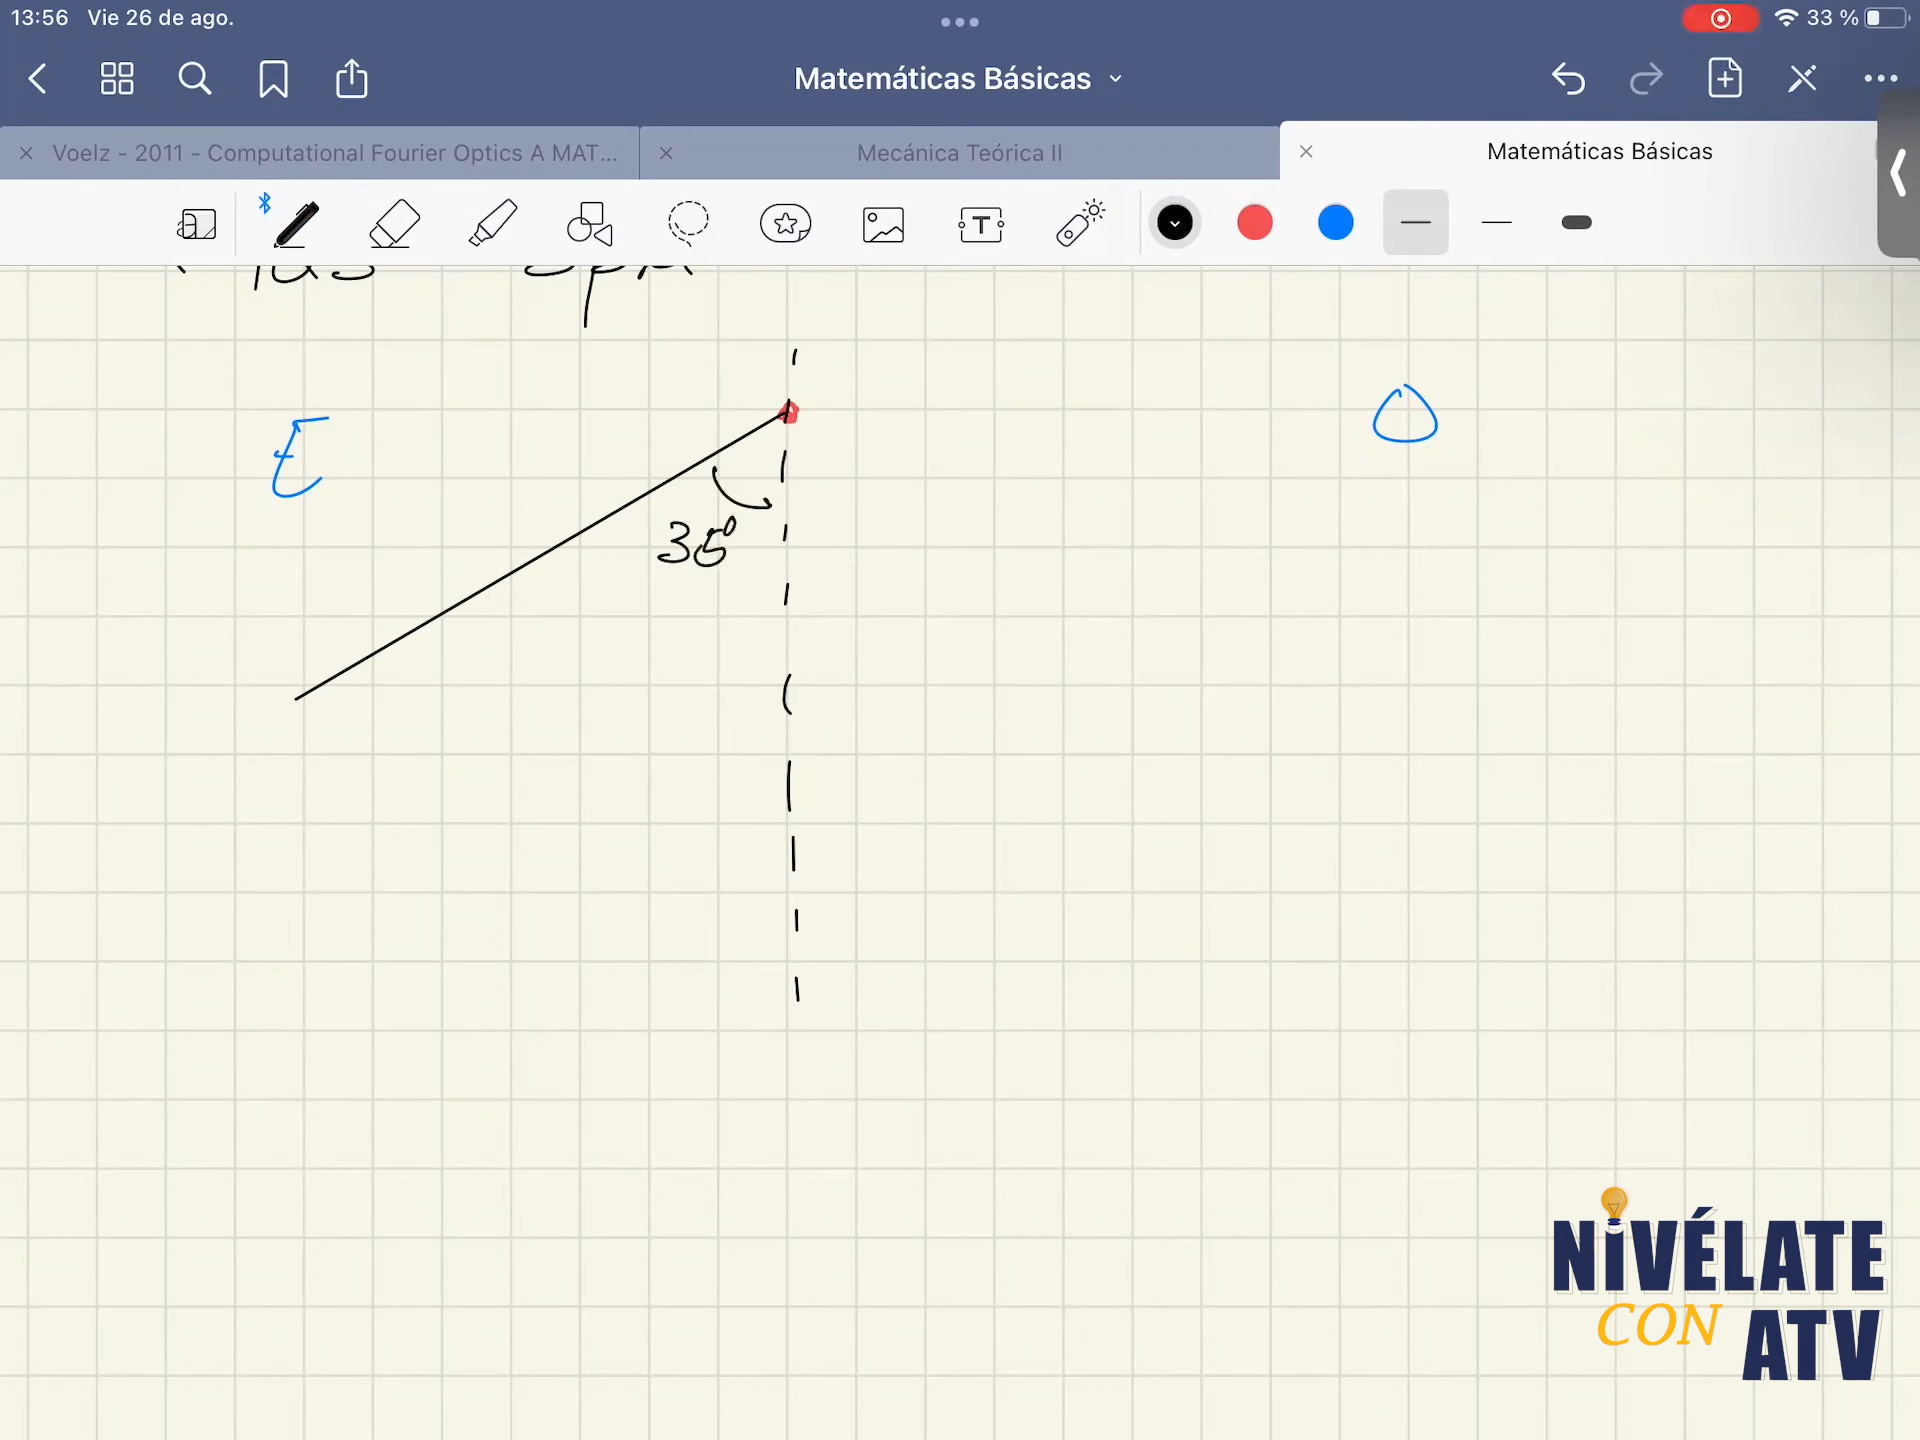 13:56 Vie 26 de ago.
33 %
Matemáticas Básicas
Voelz - 2011 - Computational Fourier Optics A MAT...
Mecánica Teórica II
Matemáticas Básicas
E
O
35°
NIVÉLATE
CON
ATV